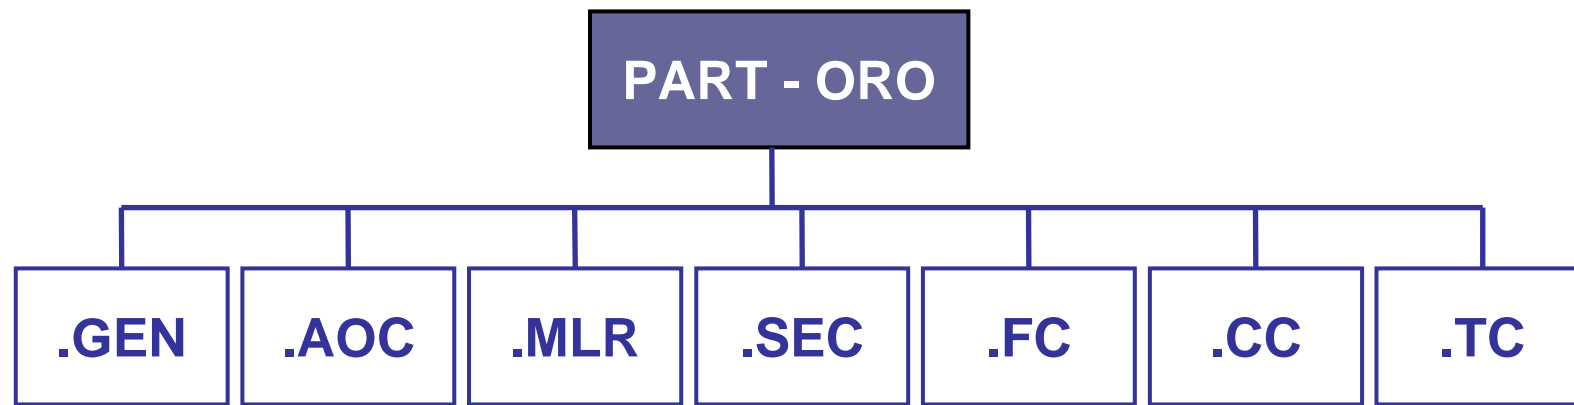 PART - ORO
.GEN
.AOC
.MLR
.SEC
.FC
.CC
.TC